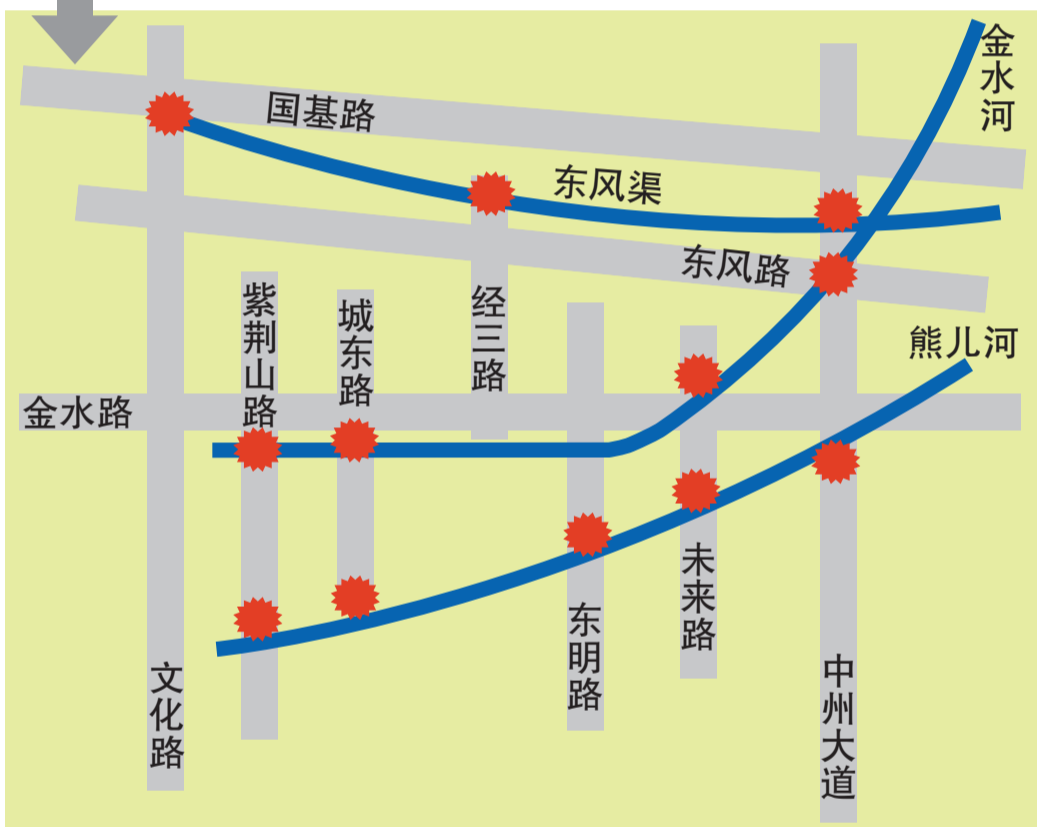 金水河
国基路
东风渠
东风路
紫荆山路
城东路
经三路
熊儿河
金水路
未来路
东明路
文化路
中州大道